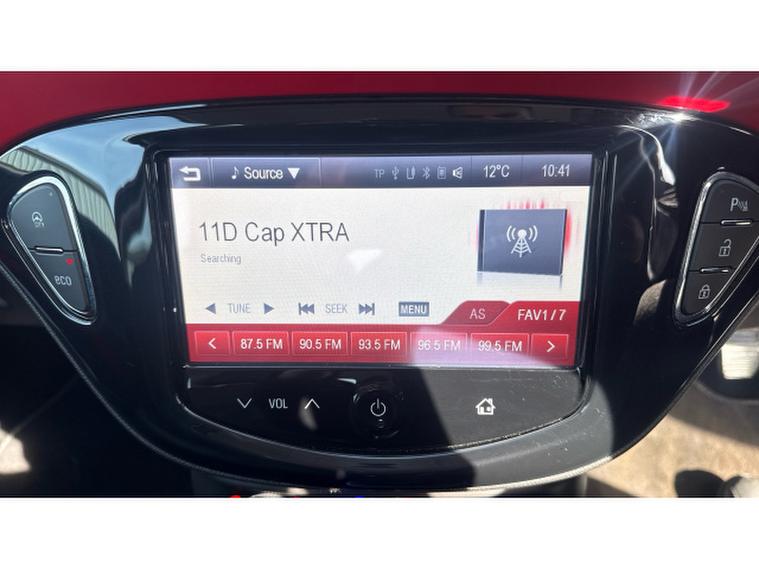 ♪ Source ▼ TP 12°C 10:41
11D Cap XTRA
Searching
◀ TUNE ▶ SEEK MENU AS FAV1/7
< 87.5 FM 90.5 FM 93.5 FM 96.5 FM 99.5 FM >
VOL
eco
P